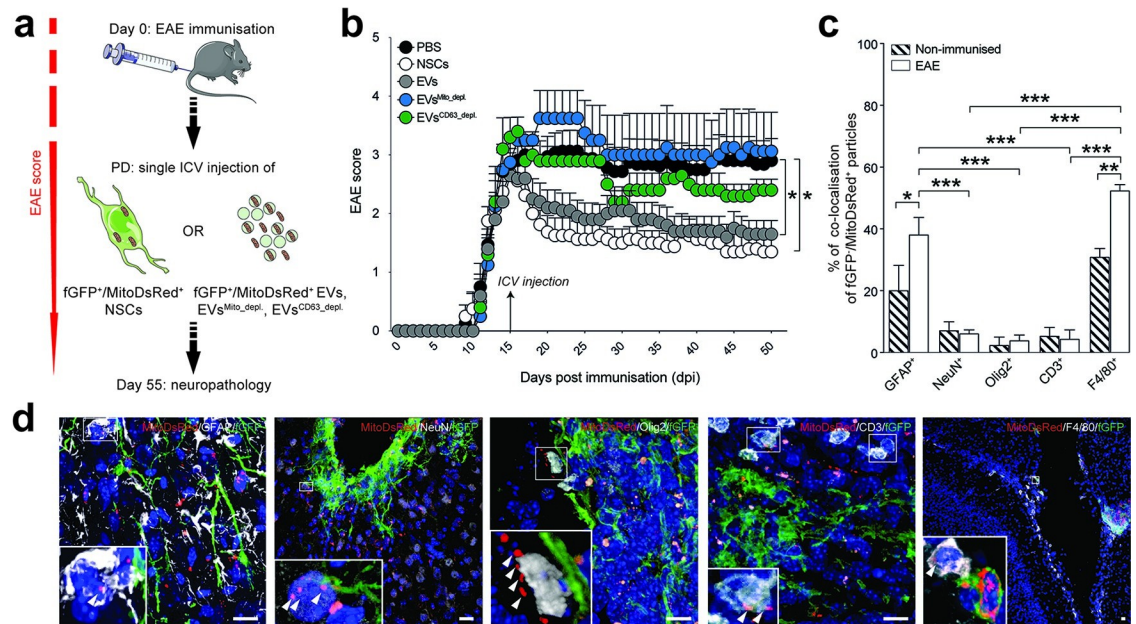 a
Day 0: EAE immunisation
EAE score
PD: single ICV injection of
OR
fGFP⁺/MitoDsRed⁺
NSCs
fGFP⁺/MitoDsRed⁺ EVs,
EVsMito_depl., EVsCD63_depl.
Day 55: neuropathology
b
PBS
NSCs
EVs
EVsMito_depl.
EVsCD63_depl.
EAE score
5
4
3
2
1
0
ICV injection
**
0 5 10 15 20 25 30 35 40 45 50
Days post immunisation (dpi)
c
Non-immunised
EAE
% of co-localisation
of fGFP⁺/MitoDsRed⁺ particles
100
80
60
40
20
0
***
***
***
***
***
**
*
***
GFAP⁺ NeuN⁺ Olig2⁺ CD3⁺ F4/80⁺
d
MitoDsRed/GFAP/fGFP
MitoDsRed/NeuN/fGFP
MitoDsRed/Olig2/fGFP
MitoDsRed/CD3/fGFP
MitoDsRed/F4/80/fGFP